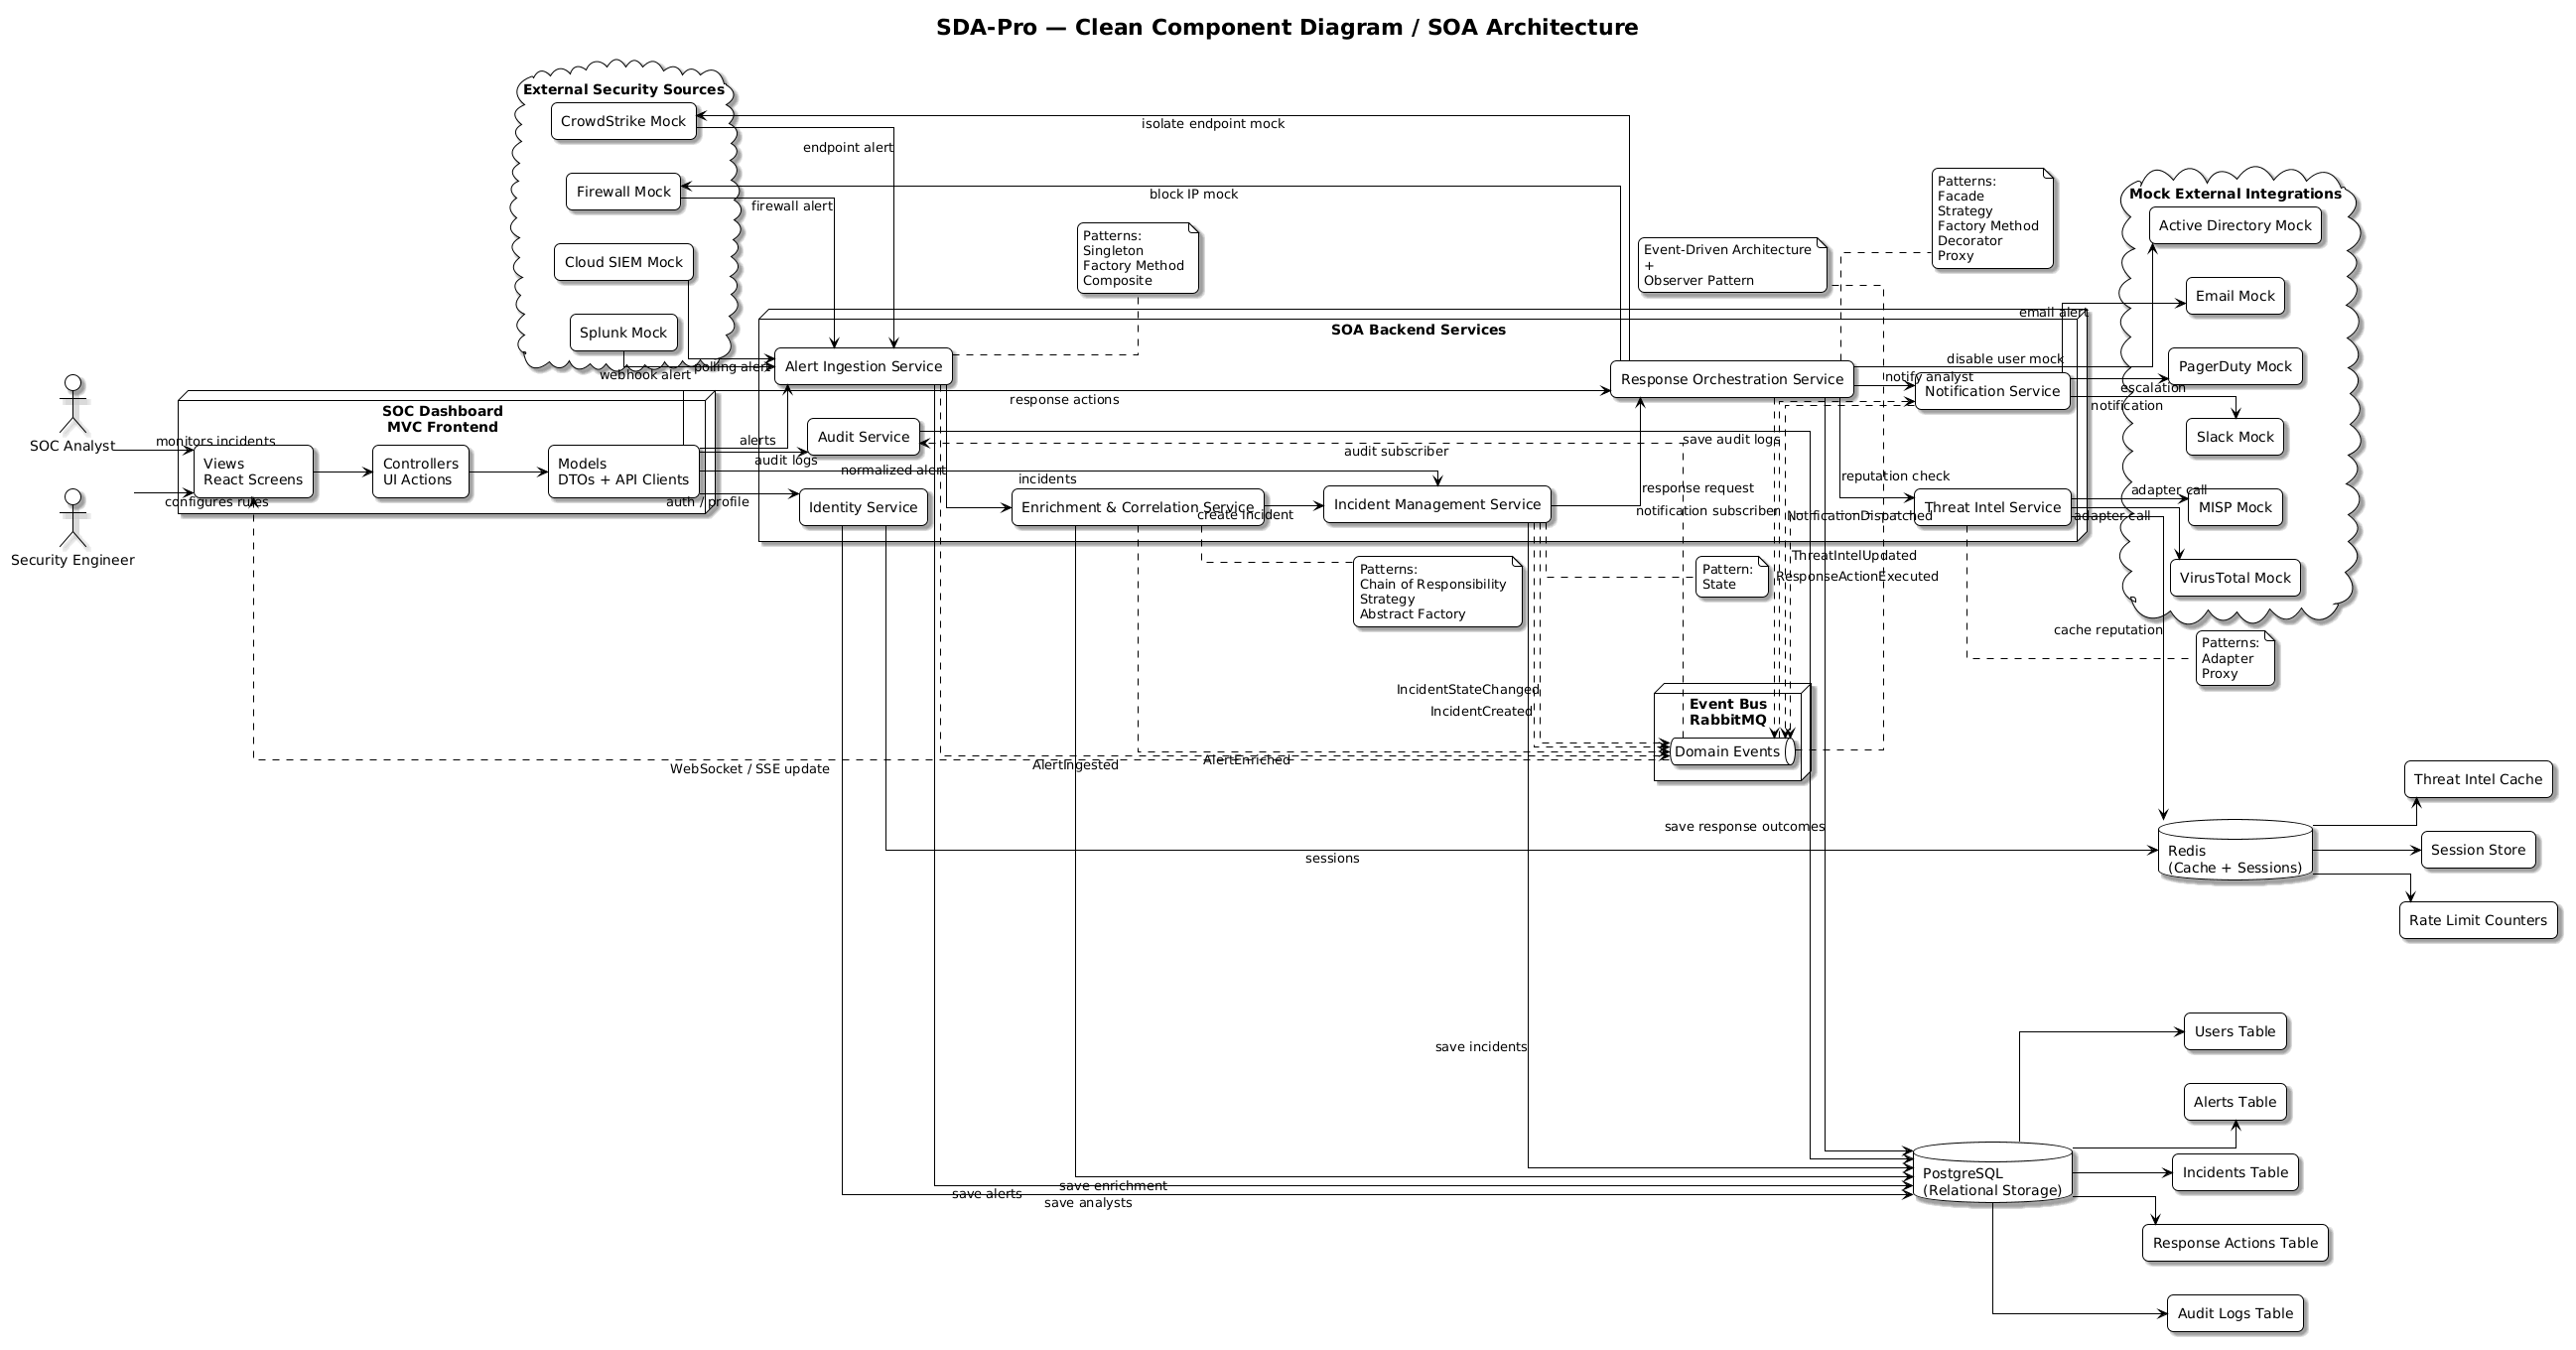 SDA-Pro — Clean Component Diagram / SOA Architecture
External Security Sources
CrowdStrike Mock
isolate endpoint mock
endpoint alert
Firewall Mock
block IP mock
firewall alert
Cloud SIEM Mock
Splunk Mock
polling alert
webhook alert
Patterns:
Singleton
Factory Method
Composite
Event-Driven Architecture
+
Observer Pattern
Patterns:
Facade
Strategy
Factory Method
Decorator
Proxy
Mock External Integrations
Active Directory Mock
Email Mock
PagerDuty Mock
Slack Mock
MISP Mock
VirusTotal Mock
email alert
disable user mock
notify analyst
escalation
notification
SOA Backend Services
Alert Ingestion Service
Response Orchestration Service
Notification Service
response actions
SOC Analyst
monitors incidents
Security Engineer
configures rules
SOC Dashboard
MVC Frontend
Views
React Screens
Controllers
UI Actions
Models
DTOs + API Clients
alerts
Audit Service
audit logs
normalized alert
incidents
auth / profile
Identity Service
Enrichment & Correlation Service
create incident
Incident Management Service
audit subscriber
save audit logs
response request
notification subscriber
reputation check
NotificationDispatched
Threat Intel Service
adapter call
adapter call
ThreatIntelUpdated
ResponseActionExecuted
Patterns:
Chain of Responsibility
Strategy
Abstract Factory
Pattern:
State
cache reputation
Patterns:
Adapter
Proxy
IncidentStateChanged
IncidentCreated
Event Bus
RabbitMQ
Domain Events
WebSocket / SSE update
AlertIngested
AlertEnriched
save response outcomes
sessions
Redis
(Cache + Sessions)
Threat Intel Cache
Session Store
Rate Limit Counters
save incidents
save enrichment
save alerts
save analysts
PostgreSQL
(Relational Storage)
Users Table
Alerts Table
Incidents Table
Response Actions Table
Audit Logs Table